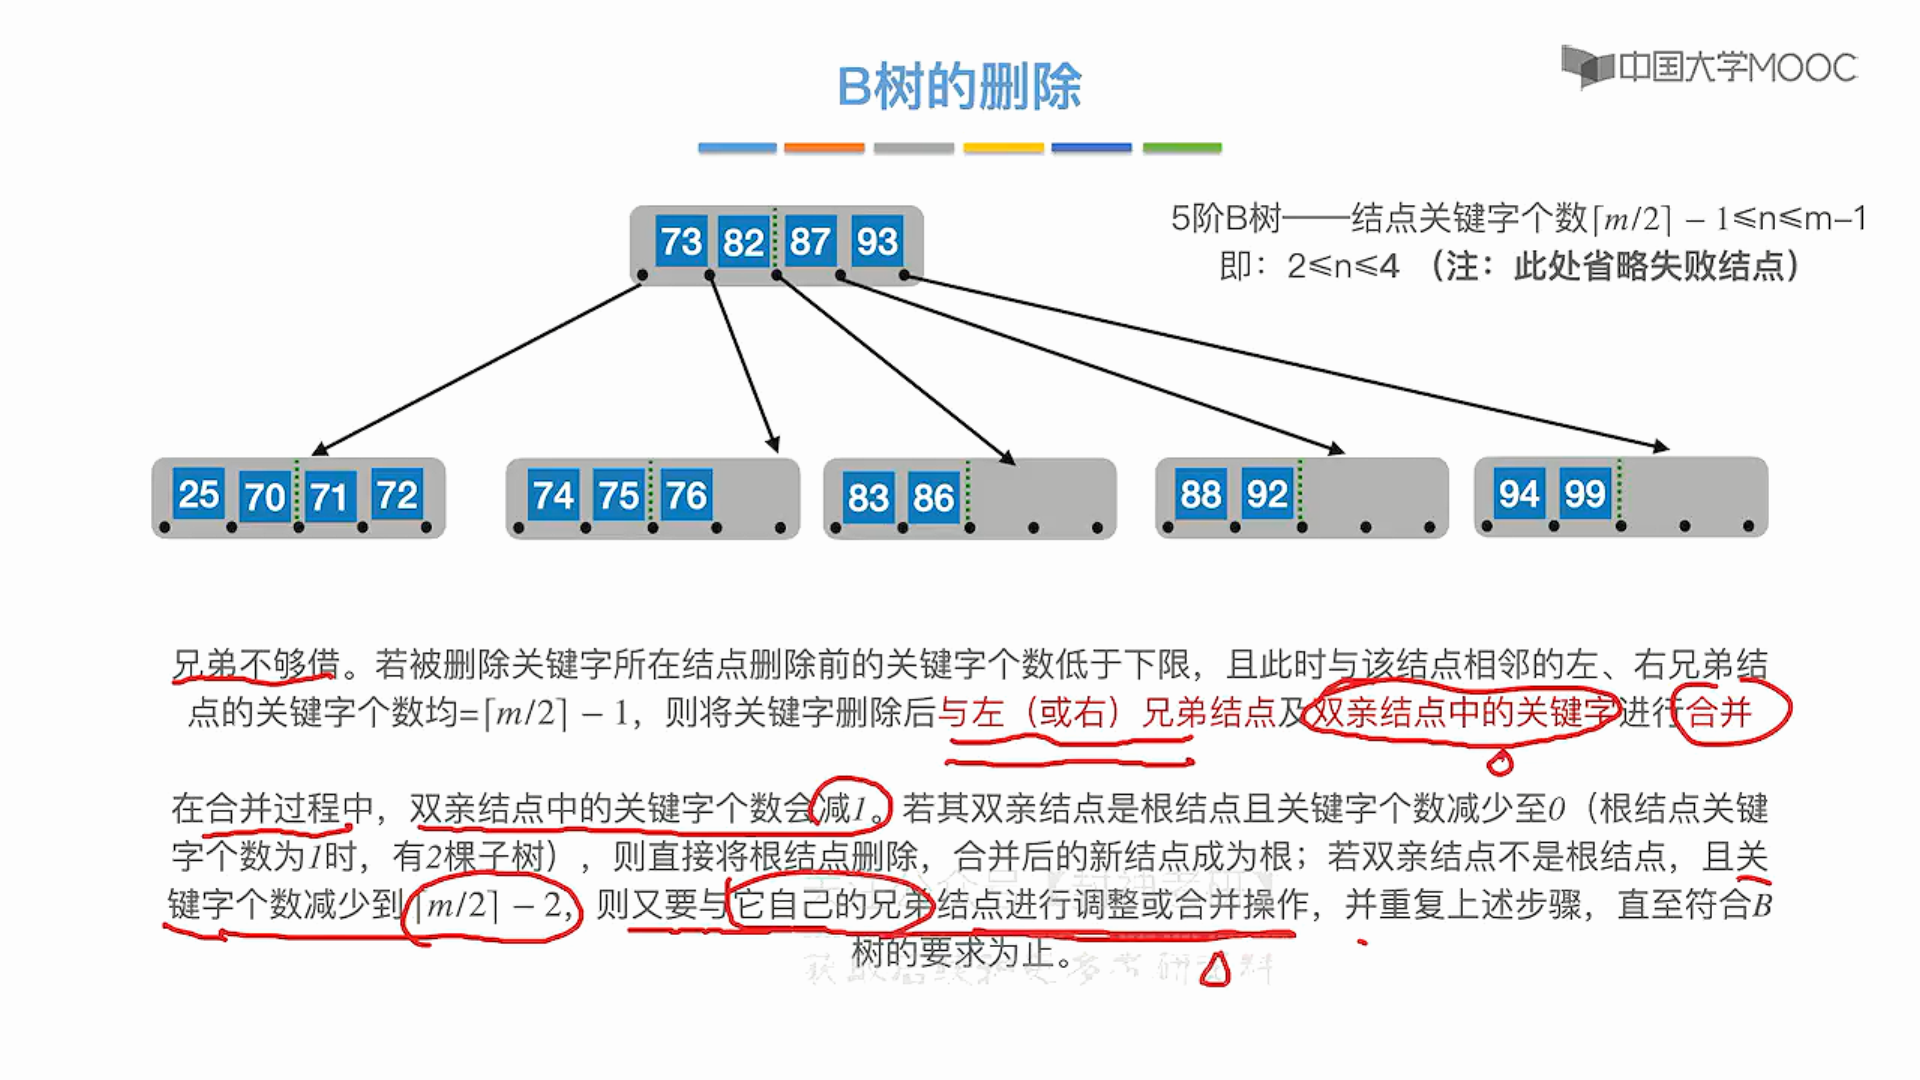 中国大学MOOC
B树的删除
5阶B树——结点关键字个数⌈m/2⌉ − 1≤n≤m−1
即：2≤n≤4 （注：此处省略失败结点）
73 82 87 93
25 70 71 72
74 75 76
83 86
88 92
94 99
兄弟不够借。若被删除关键字所在结点删除前的关键字个数低于下限，且此时与该结点相邻的左、右兄弟结
点的关键字个数均=⌈m/2⌉ − 1，则将关键字删除后与左（或右）兄弟结点及双亲结点中的关键字进行合并
在合并过程中，双亲结点中的关键字个数会减1。若其双亲结点是根结点且关键字个数减少至0（根结点关键
字个数为1时，有2棵子树），则直接将根结点删除，合并后的新结点成为根；若双亲结点不是根结点，且关
键字个数减少到⌈m/2⌉ − 2，则又要与它自己的兄弟结点进行调整或合并操作，并重复上述步骤，直至符合B
树的要求为止。